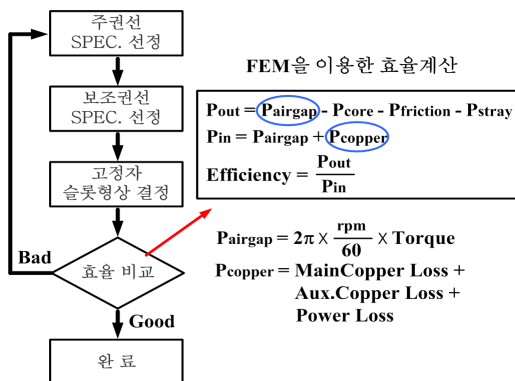 주권선
SPEC. 선정
보조권선
SPEC. 선정
고정자
슬롯형상 결정
Bad
효율 비교
Good
완 료
FEM을 이용한 효율계산
Pout = Pairgap - Pcore - Pfriction - Pstray
Pin = Pairgap + Pcopper
Efficiency = Pout / Pin
Pairgap = 2π × rpm / 60 × Torque
Pcopper = MainCopper Loss +
Aux.Copper Loss +
Power Loss